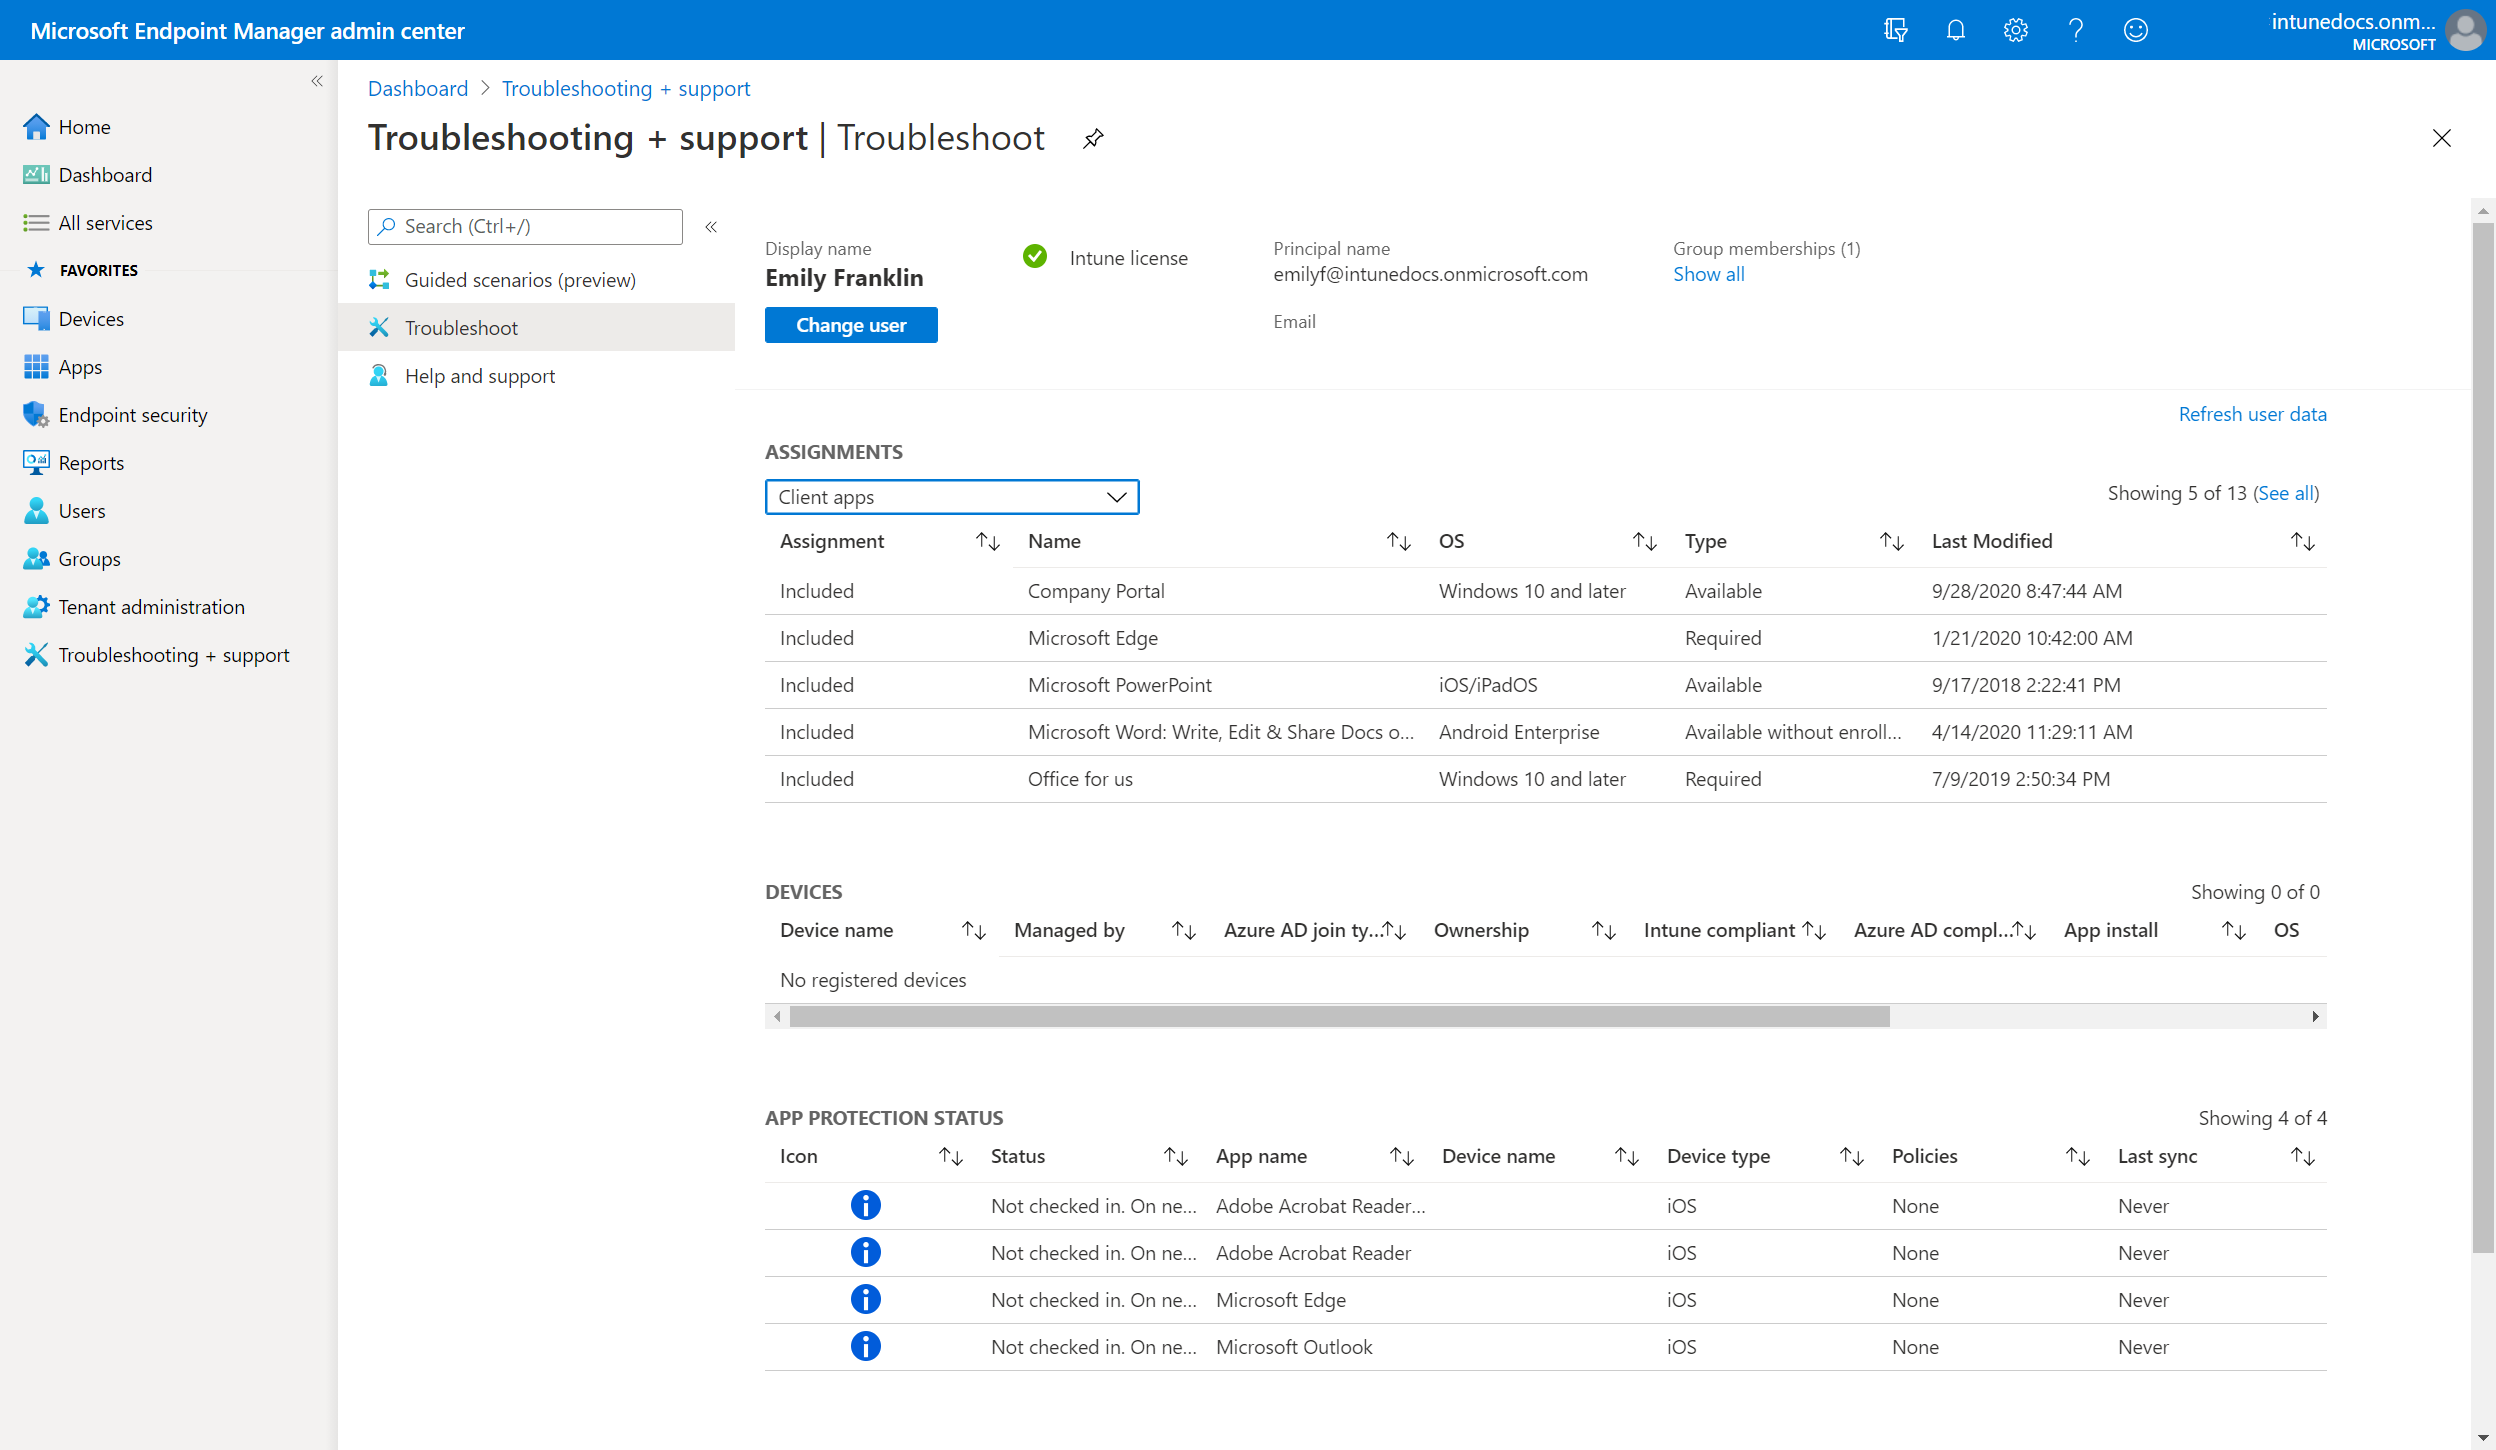 Microsoft Endpoint Manager admin center
intunedocs.onm...
MICROSOFT
«
Home
Dashboard
All services
FAVORITES
Devices
Apps
Endpoint security
Reports
Users
Groups
Tenant administration
Troubleshooting + support
Dashboard > Troubleshooting + support
Troubleshooting + support | Troubleshoot
Search (Ctrl+/)
«
Guided scenarios (preview)
Troubleshoot
Help and support
Display name
Emily Franklin
Change user
Intune license
Principal name
emilyf@intunedocs.onmicrosoft.com
Email
Group memberships (1)
Show all
Refresh user data
ASSIGNMENTS
Client apps
Showing 5 of 13 (See all)
Assignment Name OS Type Last Modified
Included Company Portal Windows 10 and later Available 9/28/2020 8:47:44 AM
Included Microsoft Edge Required 1/21/2020 10:42:00 AM
Included Microsoft PowerPoint iOS/iPadOS Available 9/17/2018 2:22:41 PM
Included Microsoft Word: Write, Edit & Share Docs o... Android Enterprise Available without enroll... 4/14/2020 11:29:11 AM
Included Office for us Windows 10 and later Required 7/9/2019 2:50:34 PM
DEVICES
Showing 0 of 0
Device name Managed by Azure AD join ty... Ownership Intune compliant Azure AD compl... App install OS
No registered devices
APP PROTECTION STATUS
Showing 4 of 4
Icon Status App name Device name Device type Policies Last sync
Not checked in. On ne... Adobe Acrobat Reader... iOS None Never
Not checked in. On ne... Adobe Acrobat Reader iOS None Never
Not checked in. On ne... Microsoft Edge iOS None Never
Not checked in. On ne... Microsoft Outlook iOS None Never